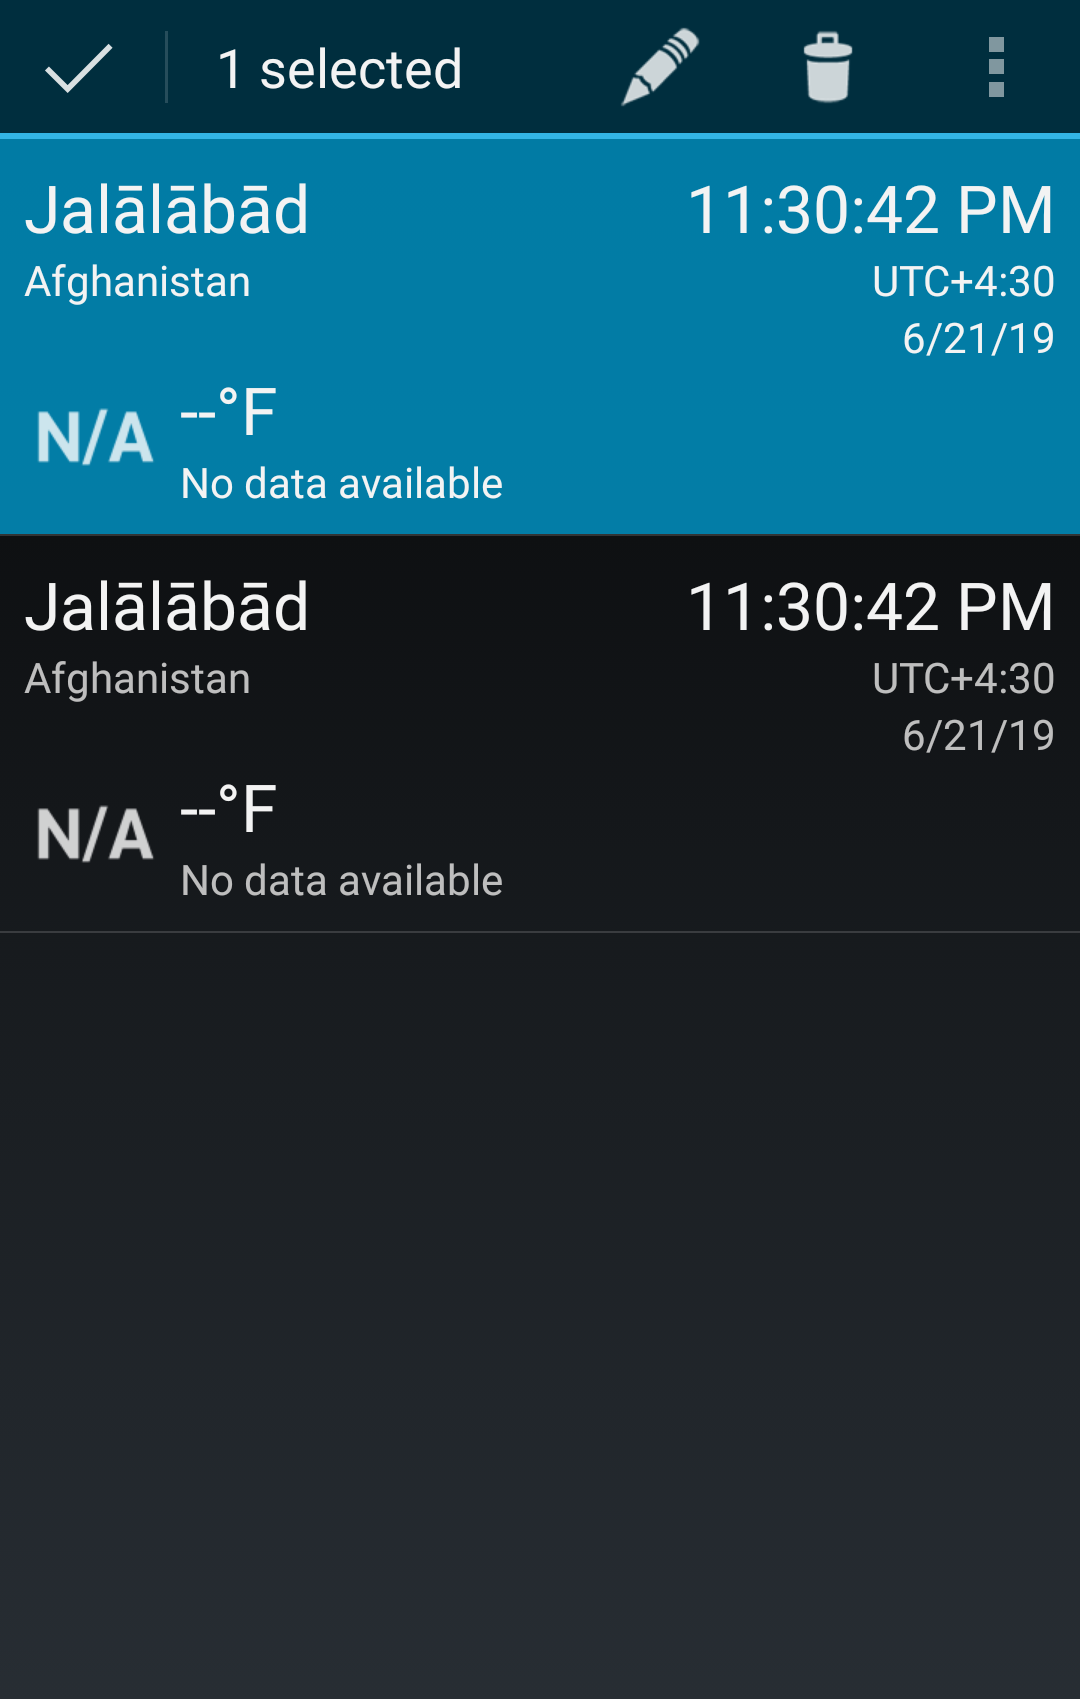 1 selected
Jalālābād 11:30:42 PM
Afghanistan UTC+4:30
6/21/19
N/A --°F
No data available
Jalālābād 11:30:42 PM
Afghanistan UTC+4:30
6/21/19
N/A --°F
No data available